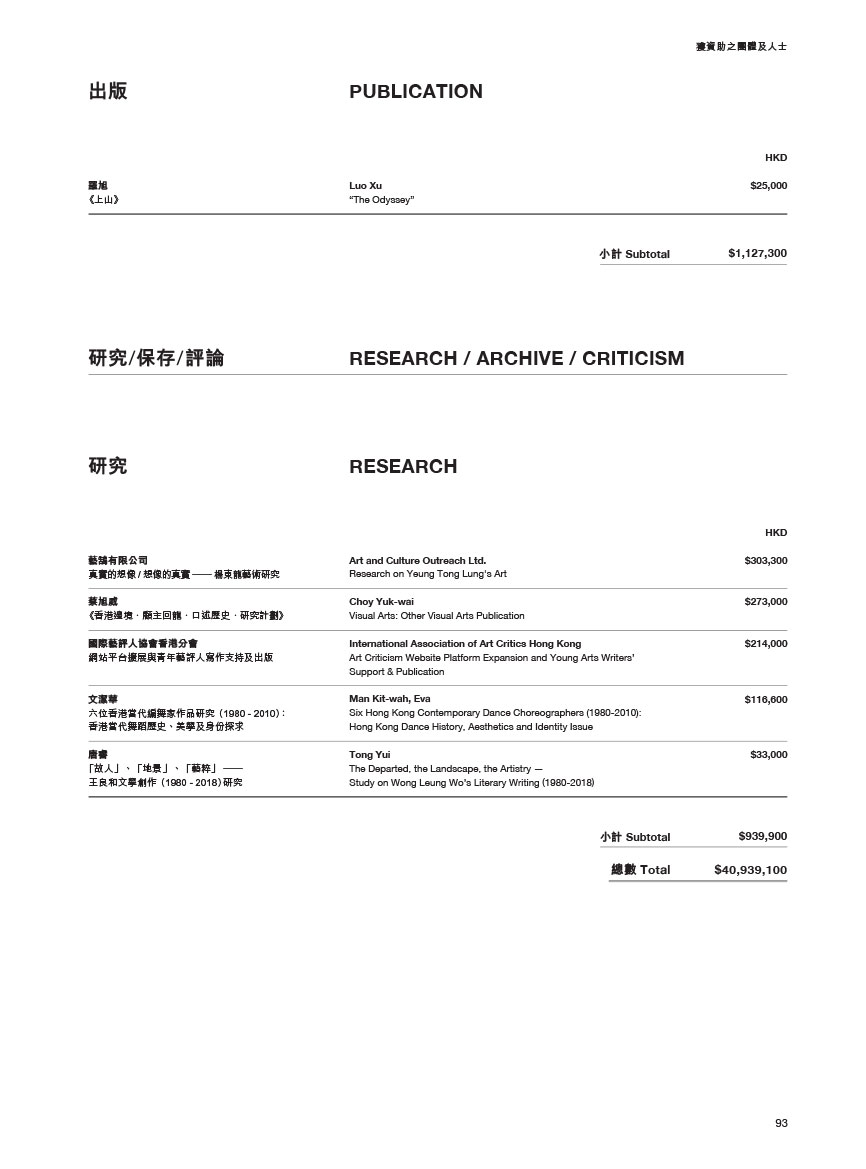 獲資助之團體及人士
出版 PUBLICATION
HKD
羅旭 Luo Xu $25,000
《上山》 “The Odyssey”
小計 Subtotal $1,127,300
研究/保存/評論 RESEARCH / ARCHIVE / CRITICISM
研究 RESEARCH
HKD
藝鵠有限公司 Art and Culture Outreach Ltd. $303,300
真實的想像 / 想像的真實 —— 楊東龍藝術研究 Research on Yeung Tong Lung's Art
蔡旭威 Choy Yuk-wai $273,000
《香港邊境．顧主回龍．口述歷史．研究計劃》 Visual Arts: Other Visual Arts Publication
國際藝評人協會香港分會 International Association of Art Critics Hong Kong $214,000
網站平台擴展與青年藝評人寫作支持及出版 Art Criticism Website Platform Expansion and Young Arts Writers'
Support & Publication
文潔華 Man Kit-wah, Eva $116,600
六位香港當代編舞家作品研究（1980 - 2010）： Six Hong Kong Contemporary Dance Choreographers (1980-2010):
香港當代舞蹈歷史、美學及身份探求 Hong Kong Dance History, Aesthetics and Identity Issue
唐睿 Tong Yui $33,000
「故人」、「地景」、「藝粹」 —— The Departed, the Landscape, the Artistry —
王良和文學創作（1980 - 2018）研究 Study on Wong Leung Wo's Literary Writing (1980-2018)
小計 Subtotal $939,900
總數 Total $40,939,100
93